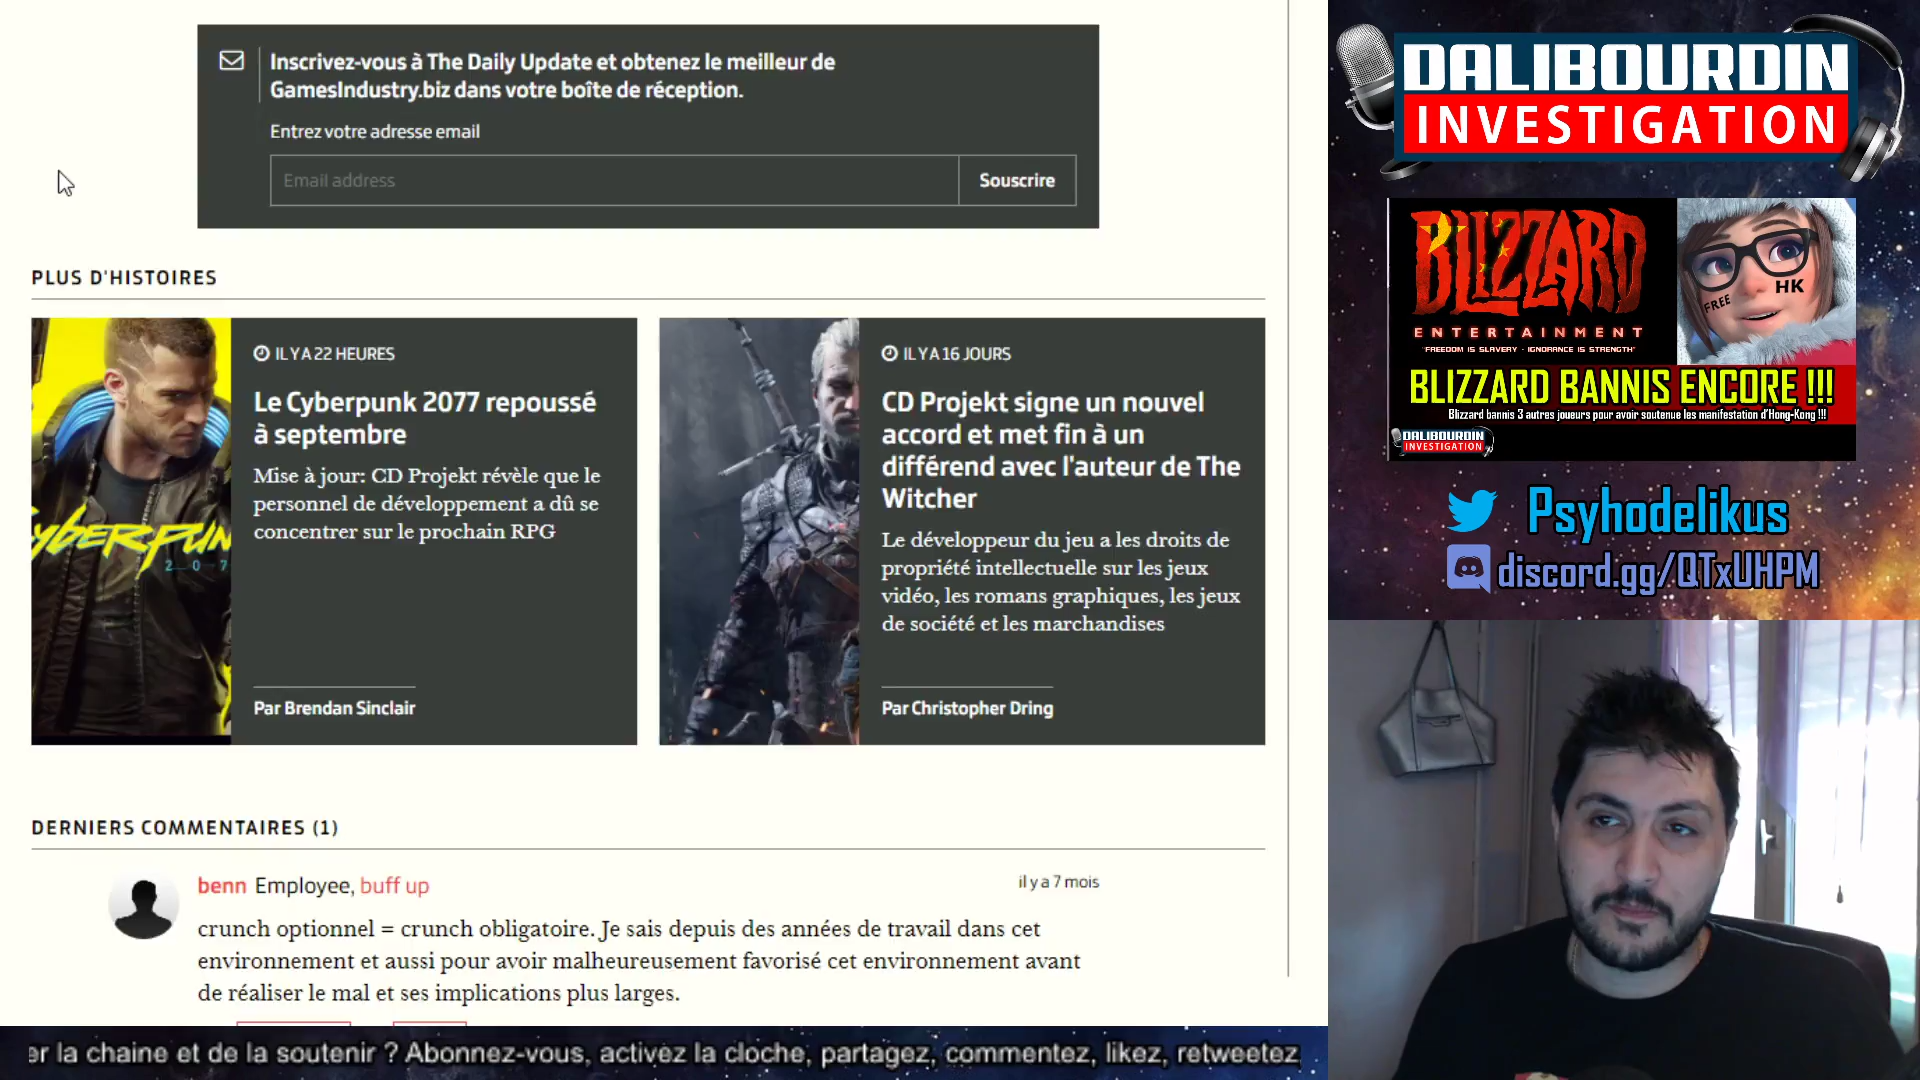 Inscrivez-vous à The Daily Update et obtenez le meilleur de
GamesIndustry.biz dans votre boîte de réception.
Entrez votre adresse email
Email address
Souscrire
PLUS D'HISTOIRES
IL Y A 22 HEURES
Le Cyberpunk 2077 repoussé
à septembre
Mise à jour: CD Projekt révèle que le
personnel de développement a dû se
concentrer sur le prochain RPG
Par Brendan Sinclair
CYBERPUN
207
IL Y A 16 JOURS
CD Projekt signe un nouvel
accord et met fin à un
différend avec l'auteur de The
Witcher
Le développeur du jeu a les droits de
propriété intellectuelle sur les jeux
vidéo, les romans graphiques, les jeux
de société et les marchandises
Par Christopher Dring
DERNIERS COMMENTAIRES (1)
benn Employee, buff up
il y a 7 mois
crunch optionnel = crunch obligatoire. Je sais depuis des années de travail dans cet
environnement et aussi pour avoir malheureusement favorisé cet environnement avant
de réaliser le mal et ses implications plus larges.
er la chaine et de la soutenir ? Abonnez-vous, activez la cloche, partagez, commentez, likez, retweetez
DALIBOURDIN
INVESTIGATION
BLIZZARD
ENTERTAINMENT
"FREEDOM IS SLAVERY - IGNORANCE IS STRENGTH"
FREE
HK
BLIZZARD BANNIS ENCORE !!!
Blizzard bannis 3 autres joueurs pour avoir soutenue les manifestation d'Hong-Kong !!!
DALIBOURDIN
INVESTIGATION
Psyhodelikus
discord.gg/QTxUHPM